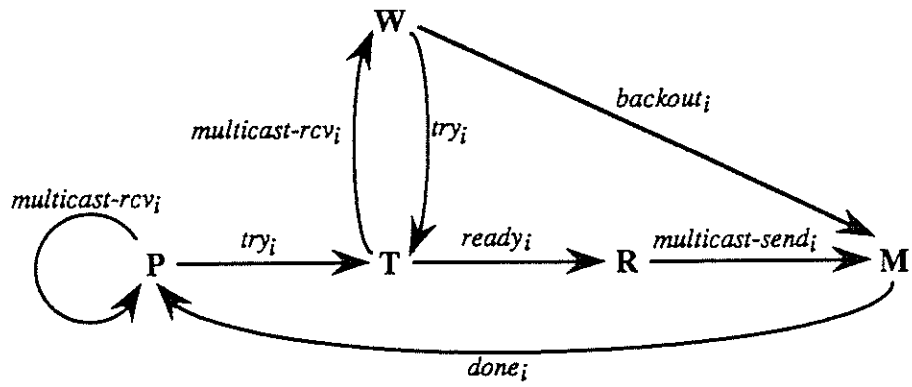 W
backout_i
multicast-rcv_i
try_i
multicast-rcv_i
try_i
ready_i
multicast-send_i
P
T
R
M
done_i